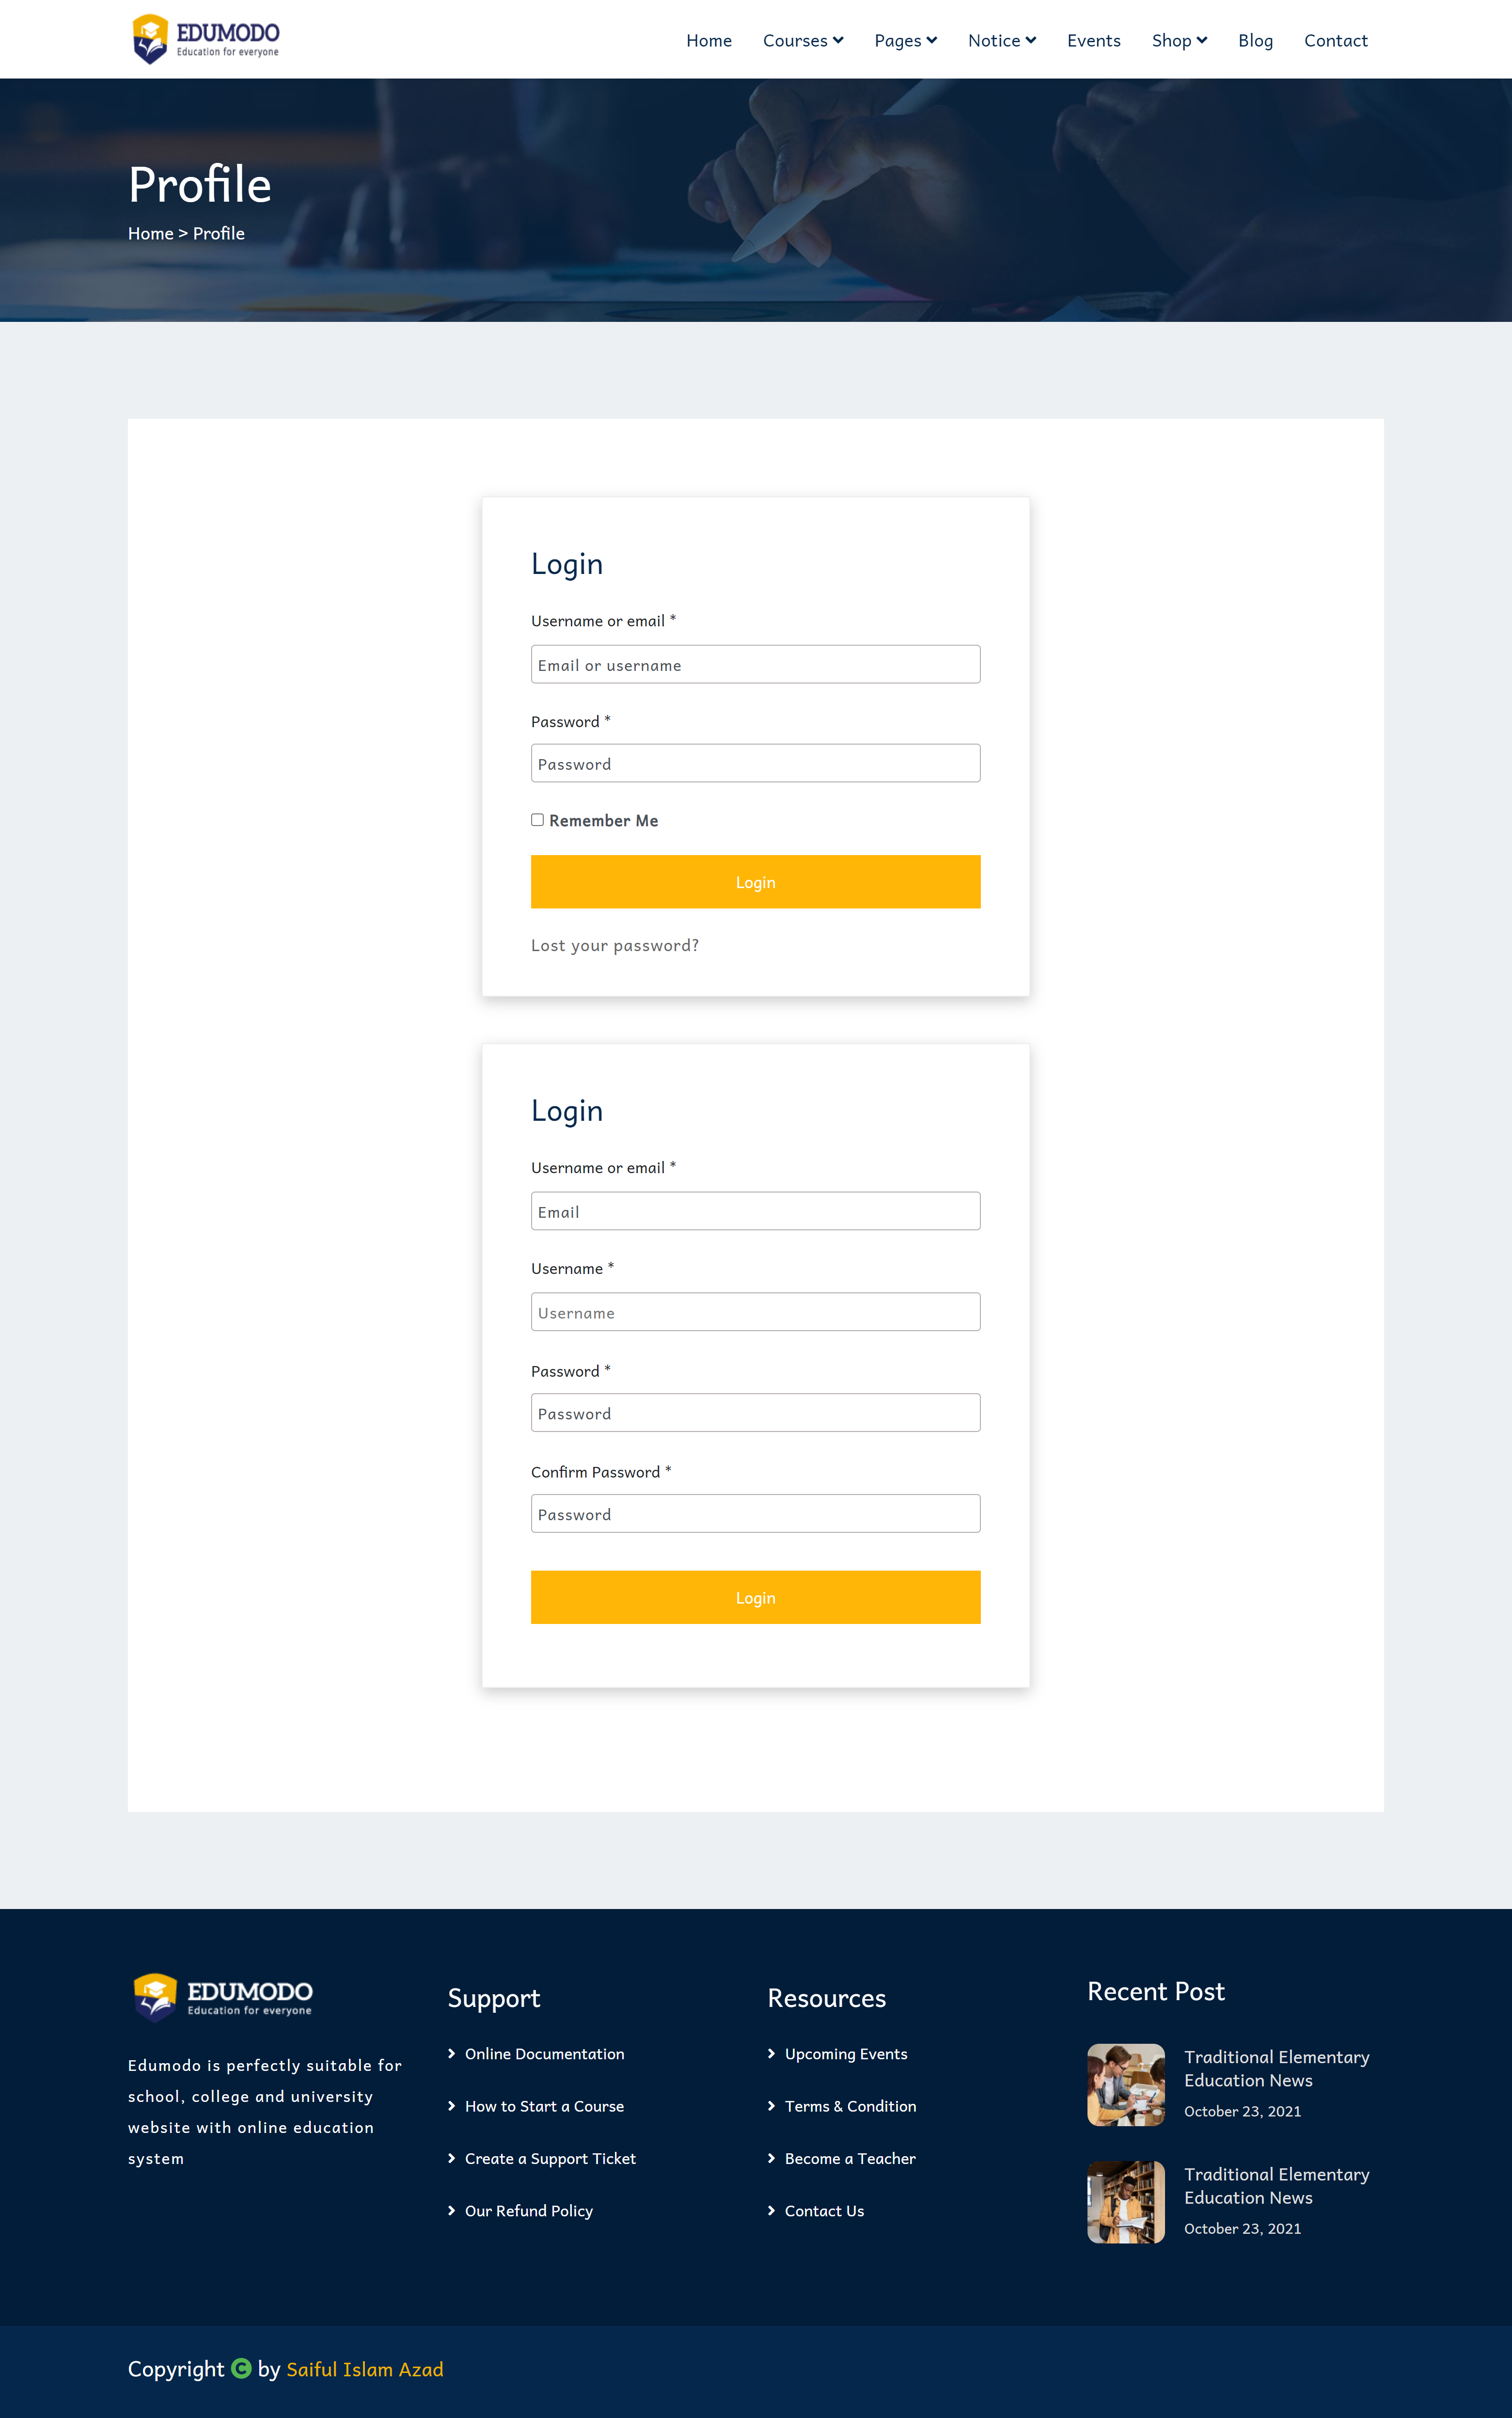 EDUMODO
Education for everyone
Home Courses Pages Notice Events Shop Blog Contact
Profile
Home > Profile
Login
Username or email *
Email or username
Password *
Password
Remember Me
Login
Lost your password?
Login
Username or email *
Email
Username *
Username
Password *
Password
Confirm Password *
Password
Login
EDUMODO
Education for everyone
Edumodo is perfectly suitable for
school, college and university
website with online education
system
Support
Online Documentation
How to Start a Course
Create a Support Ticket
Our Refund Policy
Resources
Upcoming Events
Terms & Condition
Become a Teacher
Contact Us
Recent Post
Traditional Elementary
Education News
October 23, 2021
Traditional Elementary
Education News
October 23, 2021
Copyright © by Saiful Islam Azad